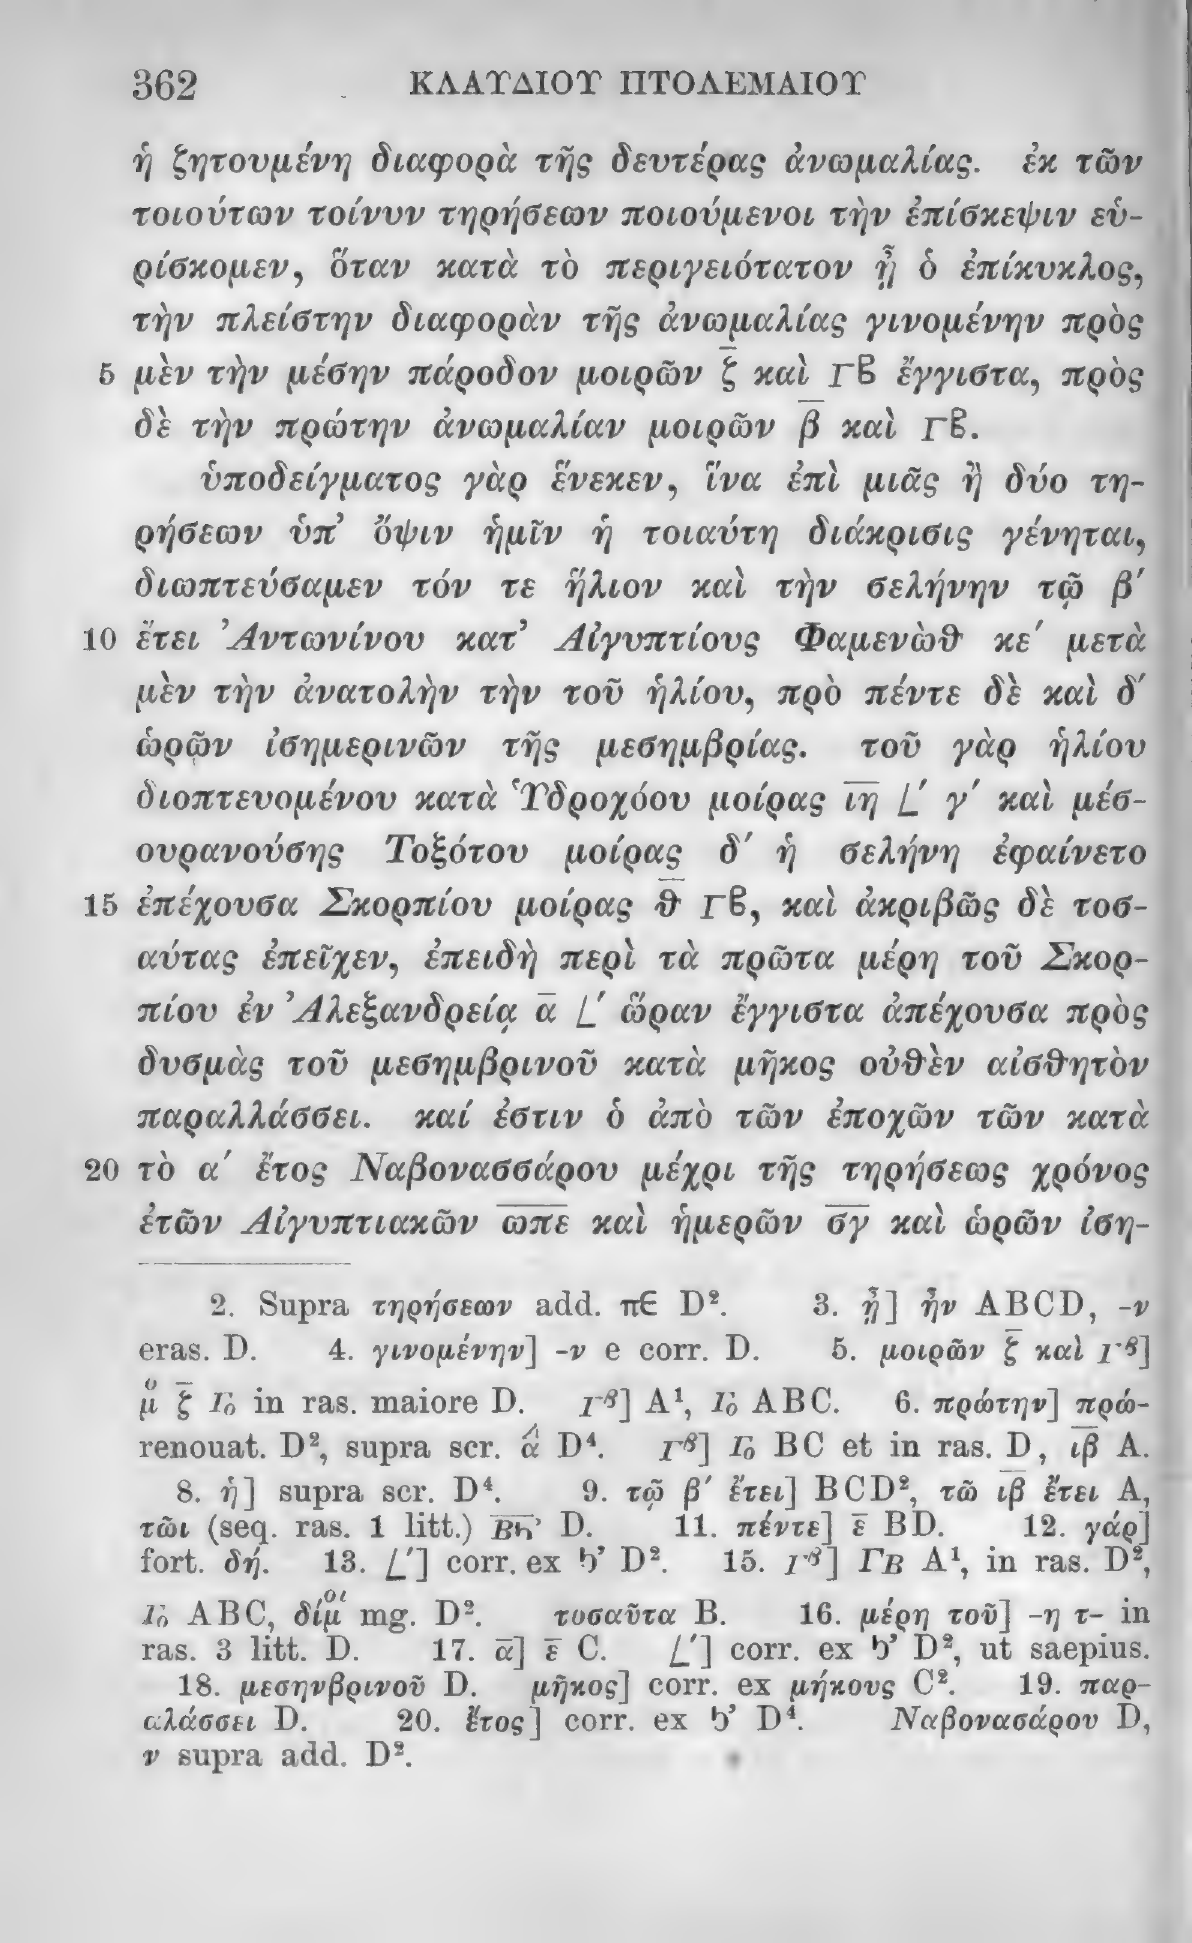 362 ΚΛΑΥΔΙΟΥ ΠΤΟΛΕΜΑΙΟΥ
ἡ ζητουμένη διαφορὰ τῆς δευτέρας ἀνωμαλίας. ἐκ τῶν
τοιούτων τοίνυν τηρήσεων ποιούμενοι τὴν ἐπίσκεψιν εὑ-
ρίσκομεν, ὅταν κατὰ τὸ περιγειότατον ᾖ ὁ ἐπίκυκλος,
τὴν πλείστην διαφορὰν τῆς ἀνωμαλίας γινομένην πρὸς
5 μὲν τὴν μέσην πάροδον μοιρῶν ζ̅ καὶ Γβ ἔγγιστα, πρὸς
δὲ τὴν πρώτην ἀνωμαλίαν μοιρῶν β̅ καὶ Γβ.
ὑποδείγματος γὰρ ἕνεκεν, ἵνα ἐπὶ μιᾶς ἢ δύο τη-
ρήσεων ὑπ’ ὄψιν ἡμῖν ἡ τοιαύτη διάκρισις γένηται,
διωπτεύσαμεν τόν τε ἥλιον καὶ τὴν σελήνην τῷ β′
10 ἔτει Ἀντωνίνου κατ’ Αἰγυπτίους Φαμενὼθ κε′ μετὰ
μὲν τὴν ἀνατολὴν τὴν τοῦ ἡλίου, πρὸ πέντε δὲ καὶ δ′
ὡρῶν ἰσημερινῶν τῆς μεσημβρίας. τοῦ γὰρ ἡλίου
διοπτευομένου κατὰ Ὑδροχόου μοίρας ι̅η̅ 𐅵′ γ′ καὶ μέσ-
ουρανούσης Τοξότου μοίρας δ′ ἡ σελήνη ἐφαίνετο
15 ἐπέχουσα Σκορπίου μοίρας θ̅ Γβ, καὶ ἀκριβῶς δὲ τοσ-
αύτας ἐπεῖχεν, ἐπειδὴ περὶ τὰ πρῶτα μέρη τοῦ Σκορ-
πίου ἐν Ἀλεξανδρείᾳ α̅ 𐅵′ ὥραν ἔγγιστα ἀπέχουσα πρὸς
δυσμὰς τοῦ μεσημβρινοῦ κατὰ μῆκος οὐθὲν αἰσθητὸν
παραλλάσσει. καί ἐστιν ὁ ἀπὸ τῶν ἐποχῶν τῶν κατὰ
20 τὸ α′ ἔτος Ναβονασσάρου μέχρι τῆς τηρήσεως χρόνος
ἐτῶν Αἰγυπτιακῶν ω̅π̅ε̅ καὶ ἡμερῶν σ̅γ̅ καὶ ὡρῶν ἰση-
2. Supra τηρήσεων add. πϵ D². 3. ᾖ] ἦν ABCD, -ν
eras. D. 4. γινομένην] -ν e corr. D. 5. μοιρῶν ζ̅ καὶ Γβ]
μ̊ ζ̅ Γο in ras. maiore D. Γβ] A¹, Γο ABC. 6. πρώτην] πρώ-
renouat. D², supra scr. α̅ D⁴. Γβ] Γο BC et in ras. D, ι̅β̅ A.
8. ἡ] supra scr. D⁴. 9. τῷ β′ ἔτει] BCD², τῶ ι̅β̅ ἔτει A,
τῶι (seq. ras. 1 litt.) D. 11. πέντε] ε̅ BD. 12. γάρ]
fort. δή. 13. 𐅵′] corr. ex ϧ’ D². 15. Γβ] ΓΒ A¹, in ras. D²,
Γο ABC, δίμοι mg. D². τοσαῦτα B. 16. μέρη τοῦ] -η τ- in
ras. 3 litt. D. 17. α̅] ε̅ C. 𐅵′] corr. ex ϧ’ D², ut saepius.
18. μεσηνβρινοῦ D. μῆκος] corr. ex μήκους C². 19. παρ-
αλάσσει D. 20. ἔτος] corr. ex ϧ’ D⁴. Ναβονασάρου D,
ν supra add. D².